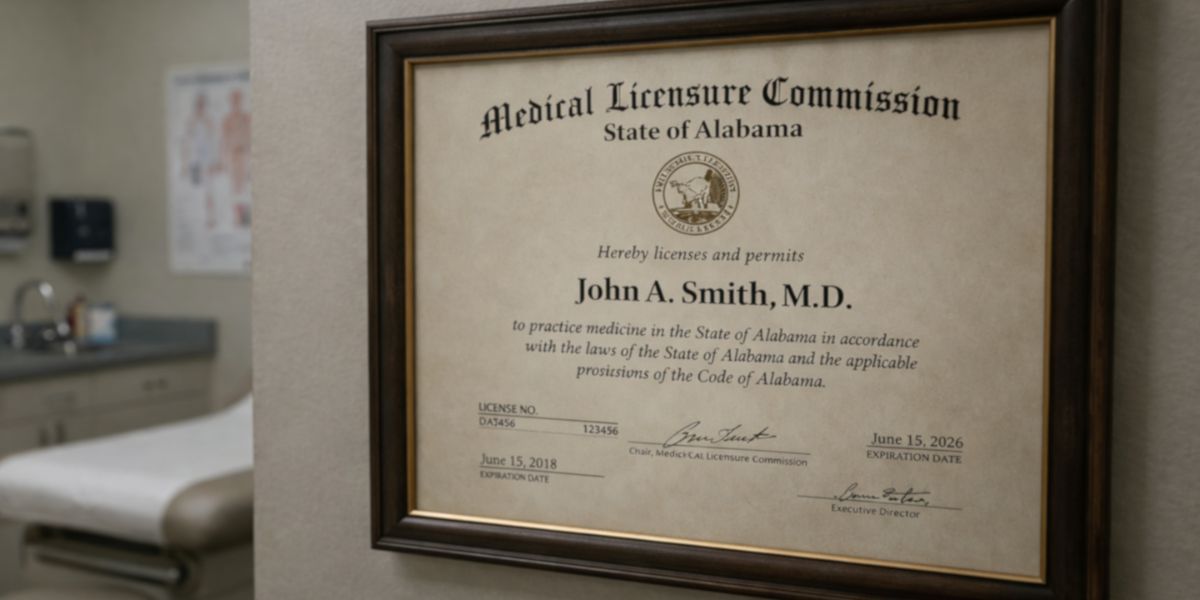 Medical Licensure Commission
State of Alabama
Hereby licenses and permits
John A. Smith, M.D.
to practice medicine in the State of Alabama in accordance
with the laws of the State of Alabama and the applicable
prosisions of the Code of Alabama.
LICENSE NO.
DA5456 123456
June 15, 2018
EXPIRATION DATE
Chair, Medici-CAL Licensure Commission
June 15, 2026
EXPIRATION DATE
Executive Director